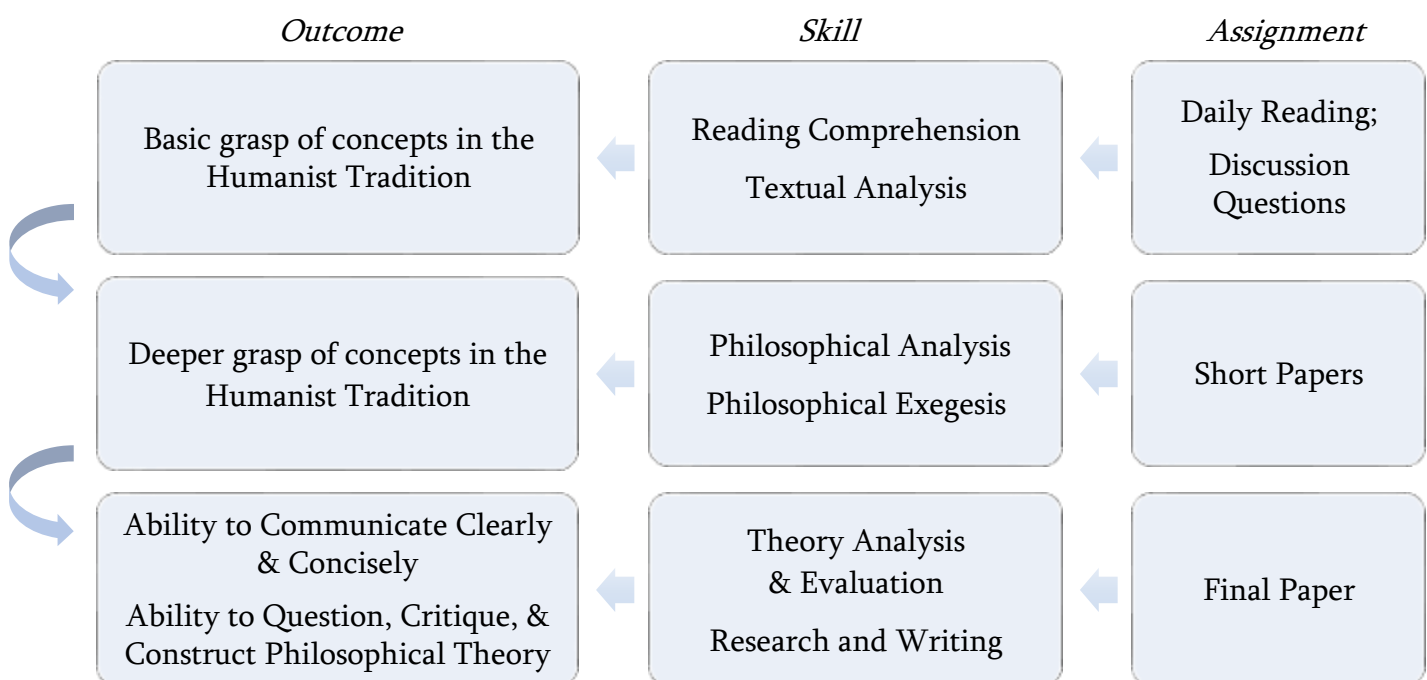 Outcome
Skill
Assignment
Basic grasp of concepts in the
Humanist Tradition
Reading Comprehension
Textual Analysis
Daily Reading;
Discussion
Questions
Deeper grasp of concepts in the
Humanist Tradition
Philosophical Analysis
Philosophical Exegesis
Short Papers
Ability to Communicate Clearly
& Concisely
Ability to Question, Critique, &
Construct Philosophical Theory
Theory Analysis
& Evaluation
Research and Writing
Final Paper